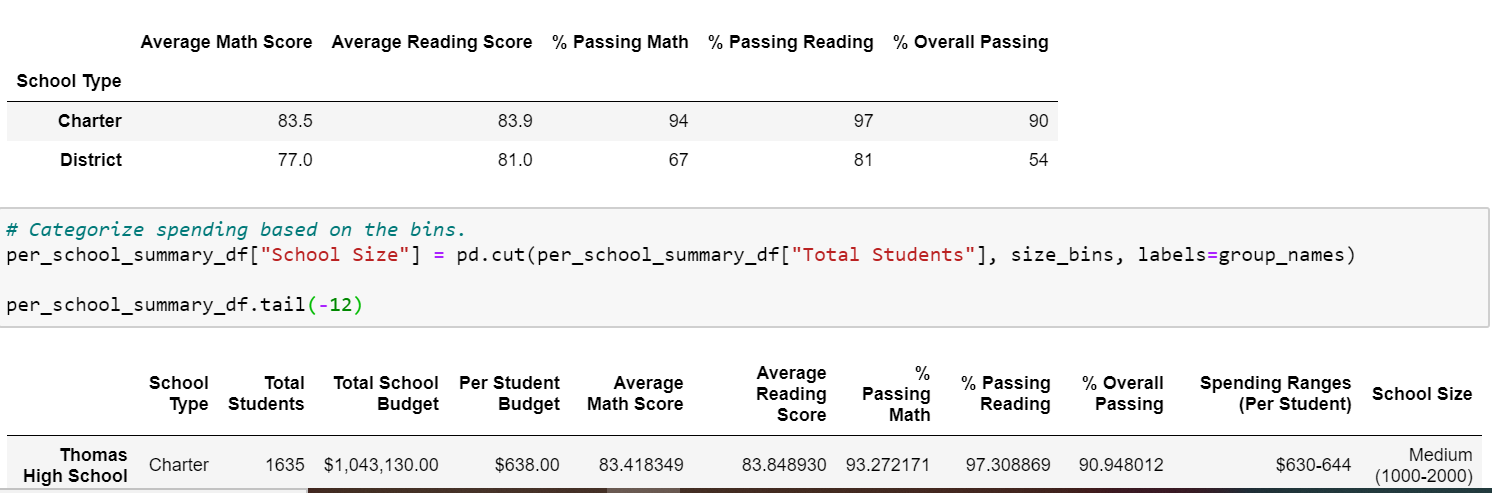 Average Math Score Average Reading Score % Passing Math % Passing Reading % Overall Passing
School Type
Charter 83.5 83.9 94 97 90
District 77.0 81.0 67 81 54
# Categorize spending based on the bins.
per_school_summary_df["School Size"] = pd.cut(per_school_summary_df["Total Students"], size_bins, labels=group_names)
per_school_summary_df.tail(-12)
School Type Total Students Total School Budget Per Student Budget Average Math Score Average Reading Score % Passing Math % Passing Reading % Overall Passing Spending Ranges (Per Student) School Size
Thomas High School Charter 1635 $1,043,130.00 $638.00 83.418349 83.848930 93.272171 97.308869 90.948012 $630-644 Medium (1000-2000)